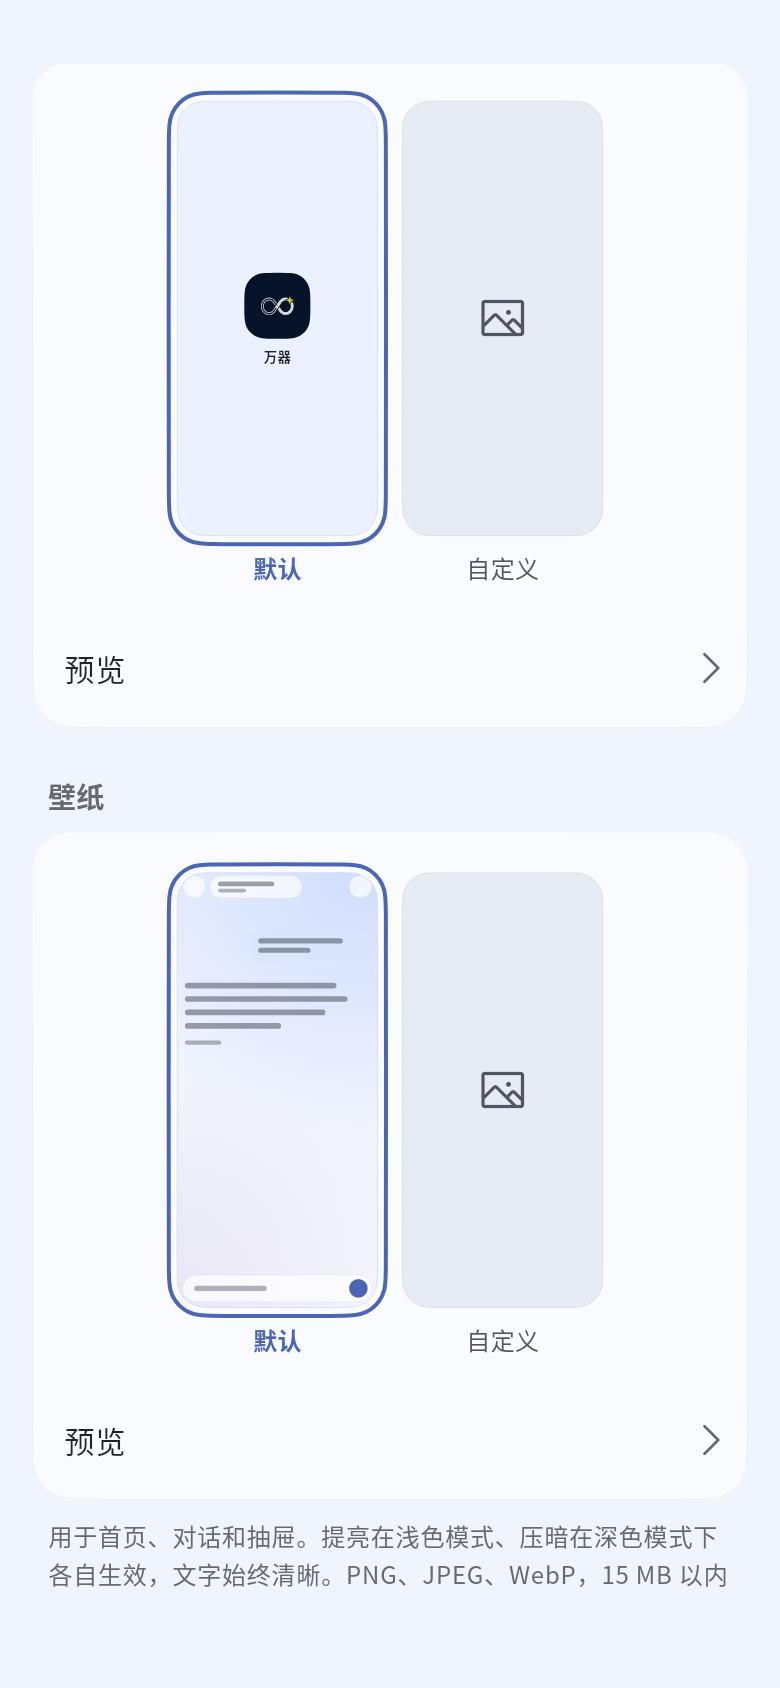 万器
默认
自定义
预览
壁纸
默认
自定义
预览
用于首页、对话和抽屉。提亮在浅色模式、压暗在深色模式下
各自生效，文字始终清晰。PNG、JPEG、WebP，15 MB 以内